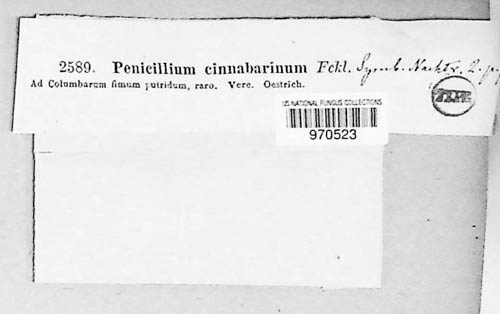 2589. Penicillium cinnabarinum Fckl. Symb. Nachtr. 2. p
Ad Columbarum fimum putridum, raro. Vere. Oestrich.
US NATIONAL FUNGUS COLLECTIONS
970523